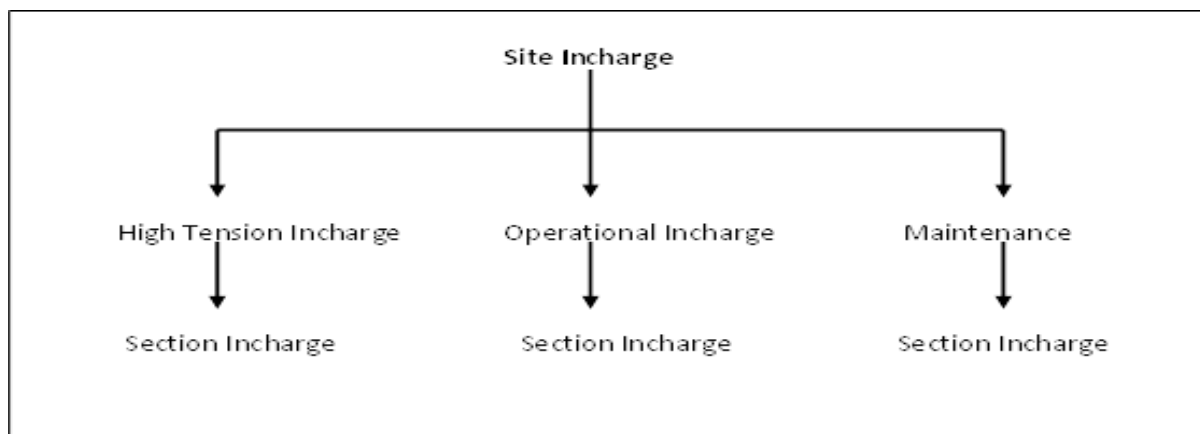 Site Incharge
High Tension Incharge
Operational Incharge
Maintenance
Section Incharge
Section Incharge
Section Incharge